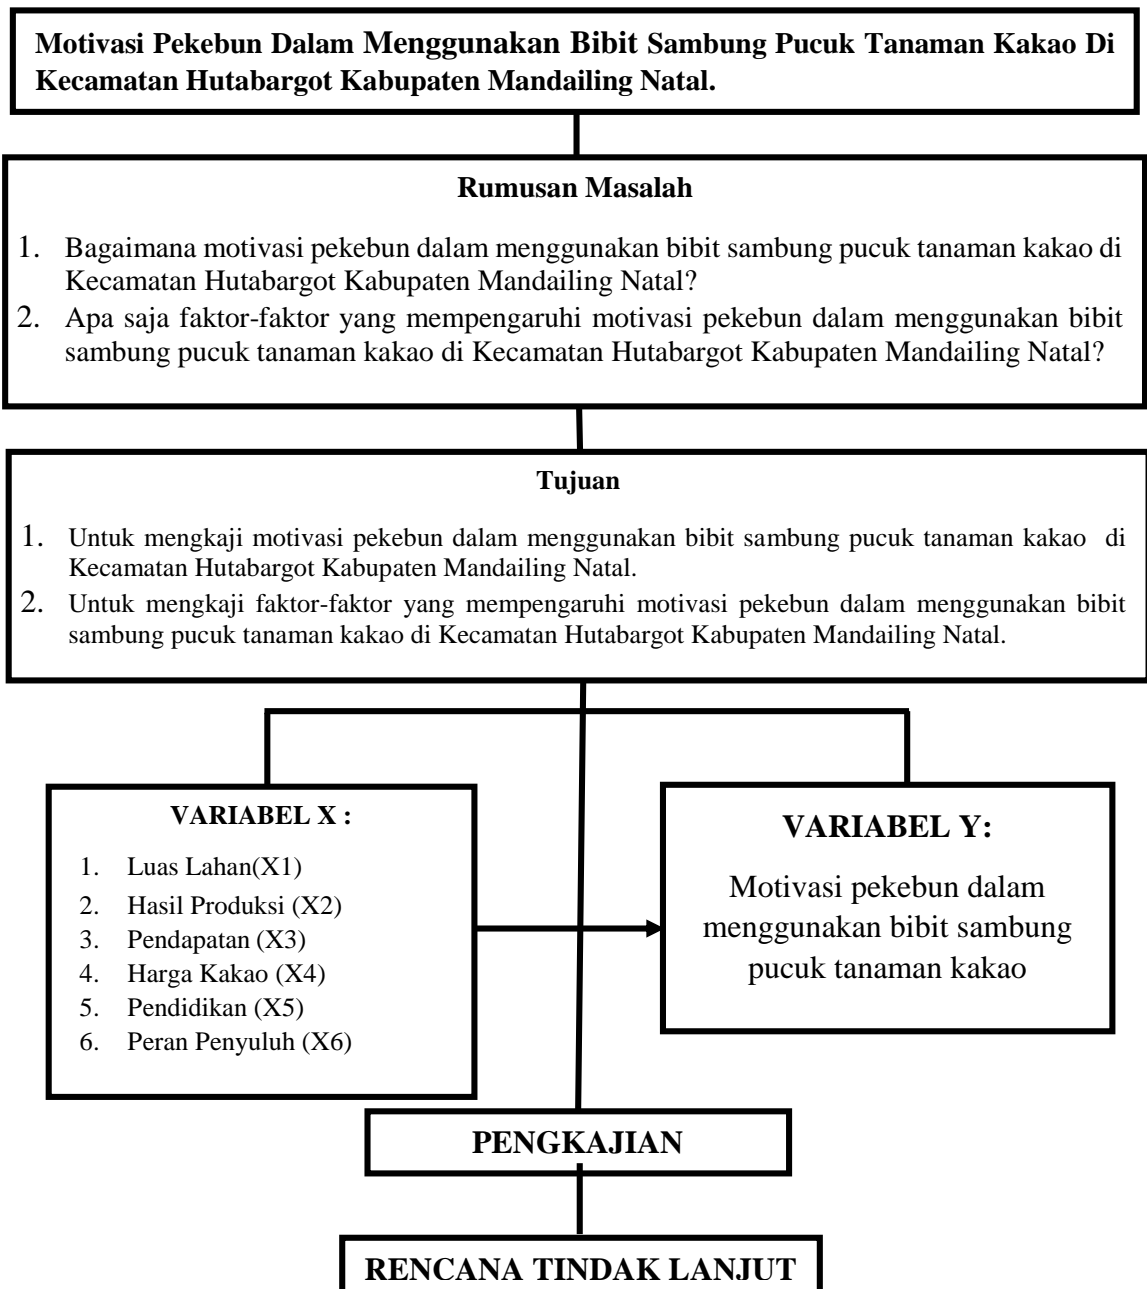 Motivasi Pekebun Dalam Menggunakan Bibit Sambung Pucuk Tanaman Kakao Di
Kecamatan Hutabargot Kabupaten Mandailing Natal.
Rumusan Masalah
1. Bagaimana motivasi pekebun dalam menggunakan bibit sambung pucuk tanaman kakao di
Kecamatan Hutabargot Kabupaten Mandailing Natal?
2. Apa saja faktor-faktor yang mempengaruhi motivasi pekebun dalam menggunakan bibit
sambung pucuk tanaman kakao di Kecamatan Hutabargot Kabupaten Mandailing Natal?
Tujuan
1. Untuk mengkaji motivasi pekebun dalam menggunakan bibit sambung pucuk tanaman kakao di
Kecamatan Hutabargot Kabupaten Mandailing Natal.
2. Untuk mengkaji faktor-faktor yang mempengaruhi motivasi pekebun dalam menggunakan bibit
sambung pucuk tanaman kakao di Kecamatan Hutabargot Kabupaten Mandailing Natal.
VARIABEL X :
1. Luas Lahan(X1)
2. Hasil Produksi (X2)
3. Pendapatan (X3)
4. Harga Kakao (X4)
5. Pendidikan (X5)
6. Peran Penyuluh (X6)
VARIABEL Y:
Motivasi pekebun dalam
menggunakan bibit sambung
pucuk tanaman kakao
PENGKAJIAN
RENCANA TINDAK LANJUT